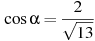 cos α = 2/√13